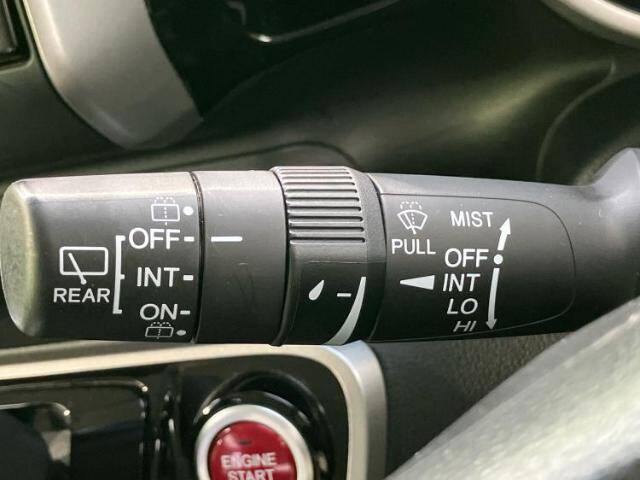 OFF
INT
ON
REAR
PULL
MIST
OFF
INT
LO
HI
ENGINE
START